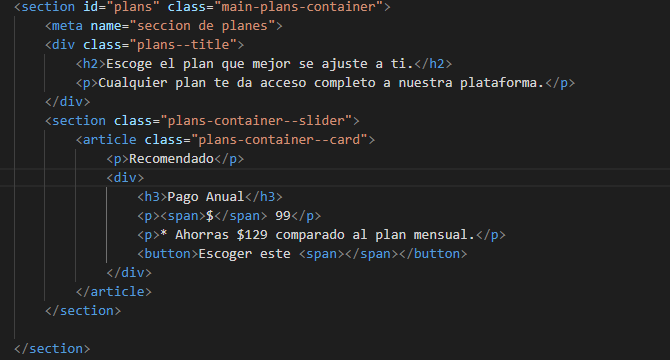 <section id="plans" class="main-plans-container">
<meta name="seccion de planes">
<div class="plans--title">
<h2>Escoge el plan que mejor se ajuste a ti.</h2>
<p>Cualquier plan te da acceso completo a nuestra plataforma.</p>
</div>
<section class="plans-container--slider">
<article class="plans-container--card">
<p>Recomendado</p>
<div>
<h3>Pago Anual</h3>
<p><span>$</span> 99</p>
<p>* Ahorras $129 comparado al plan mensual.</p>
<button>Escoger este <span></span></button>
</div>
</article>
</section>
</section>